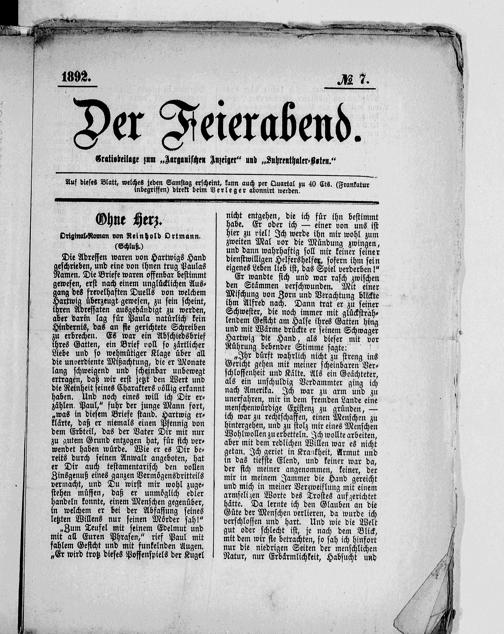 1892.
№ 7.
Der Feierabend.
Gratisbeilage zum „Aarganischen Anzeiger" und „Suhrenthaler-Boten."
Auf dieses Blatt, welches jeden Samstag erscheint, kann auch per Quartal zu 40 Cts. (Frankatur
inbegriffen) direkt beim Verleger abonnirt werden.
Ohne Herz.
Original-Roman von Reinhold Ortmann.
(Schluß.)
Die Adressen waren von Hartwigs Hand
geschrieben, und eine von ihnen trug Paulas
Namen. Die Briefe waren offenbar bestimmt
gewesen, erst nach einem unglücklichen Aus-
gang des frevelhaften Duells von welchem
Hartwig überzeugt gewesen, zu sein scheint,
ihren Adressaten ausgehändigt zu werden,
aber darin lag für Paula natürlich kein
Hindernis, das an sie gerichtete Schreiben
zu erbrechen. Es war ein Abschiedsbrief
ihres Gatten, ein Brief voll so zärtlicher
Liebe und so wehmütiger Klage über all
die unverdiente Mißachtung, die er Monate
lang schweigend und scheinbar unbewegt
ertragen, daß wir erst jetzt den Wert und
die Reinheit seines Charakters völlig erkannt
haben. Und noch eines will ich Dir er-
zählen Paul," fuhr der junge Mann fort,
„was in diesem Briefe stand. Hartwig er-
klärte, daß er niemals einen Pfennig von
dem Erbteil, das der Vater Dir mit nur
zu gutem Grund entzogen hat, für sich ver-
wendet haben würde. Wie er es Dir be-
reits durch seinen Anwalt angeboten, hat
er Dir auch testamentarisch den vollen
Zinsgenuß eines ganzen Vermögensdrittteils
vermacht, und Du wirst mir wohl zuge-
stehen müssen, daß er unmöglich edler
handeln konnte, einem Menschen gegenüber,
in welchem er bei der Abfassung seines
letzten Willens nur seinen Mörder sah!"
„Zum Teufel mit seinem Edelmut und
mit all Euren Phrasen," rief Paul mit
fahlem Gesicht und mit funkelnden Augen.
„Er wird trotz dieses Possenspiels der Kugel
nicht entgehen, die ich für ihn bestimmt
habe. Er oder ich — einer von uns ist
hier zu viel! Ich werde ihn mir wohl zum
zweiten Mal vor die Mündung zwingen,
und dann wahrhaftig soll mir keiner seiner
dienstwilligen Helfershelfer, sofern ihm sein
eigenes Leben lieb ist, das Spiel verderben!"
Er wandte sich und war rasch zwischen
den Stämmen verschwunden. Mit einer
Mischung von Zorn und Verachtung blickte
ihm Alfred nach. Dann trat er zu seiner
Schwester, die noch immer mit glückstrah-
lendem Gesicht am Halse ihres Gatten hing
und mit Wärme drückte er seinem Schwager
Hartwig die Hand, als dieser mit vor
Rührung bebender Stimme sagte:
„Ihr dürft wahrlich nicht zu streng ins
Gericht gehen mit meiner scheinbaren Ver-
schlossenheit und Kälte. Als ein Geächteter,
als ein unschuldig Verdammter ging ich
nach Amerika. Ich war zu arm und zu
unerfahren, mir in dem fremden Lande eine
menschenwürdige Existenz zu gründen, —
ich war zu rechtschaffen, einen Menschen zu
hintergehen, und zu stolz mir eines Menschen
Wohlwollen zu erbetteln. Ich wollte arbeiten,
aber mit dem redlichen Willen war es nicht
getan. Ich geriet in Krankheit, Armut und
in das tiefste Elend, und keiner war da,
der sich meiner angenommen, keiner, der
mir in meinem Jammer die Hand gereicht
und mich in meiner Verzweiflung mit einem
armseligen Worte des Trostes aufgerichtet
hätte. Da lernte ich den Glauben an die
Güte der Menschen verlieren, da wurde ich
verschlossen und hart. Und wie die Welt
gut oder schlecht ist, je nach dem Blick,
mit dem wir sie betrachten, so sah ich hinfort
nur die niedrigen Seiten der menschlichen
Natur, nur Erbärmlichkeit, Habsucht und